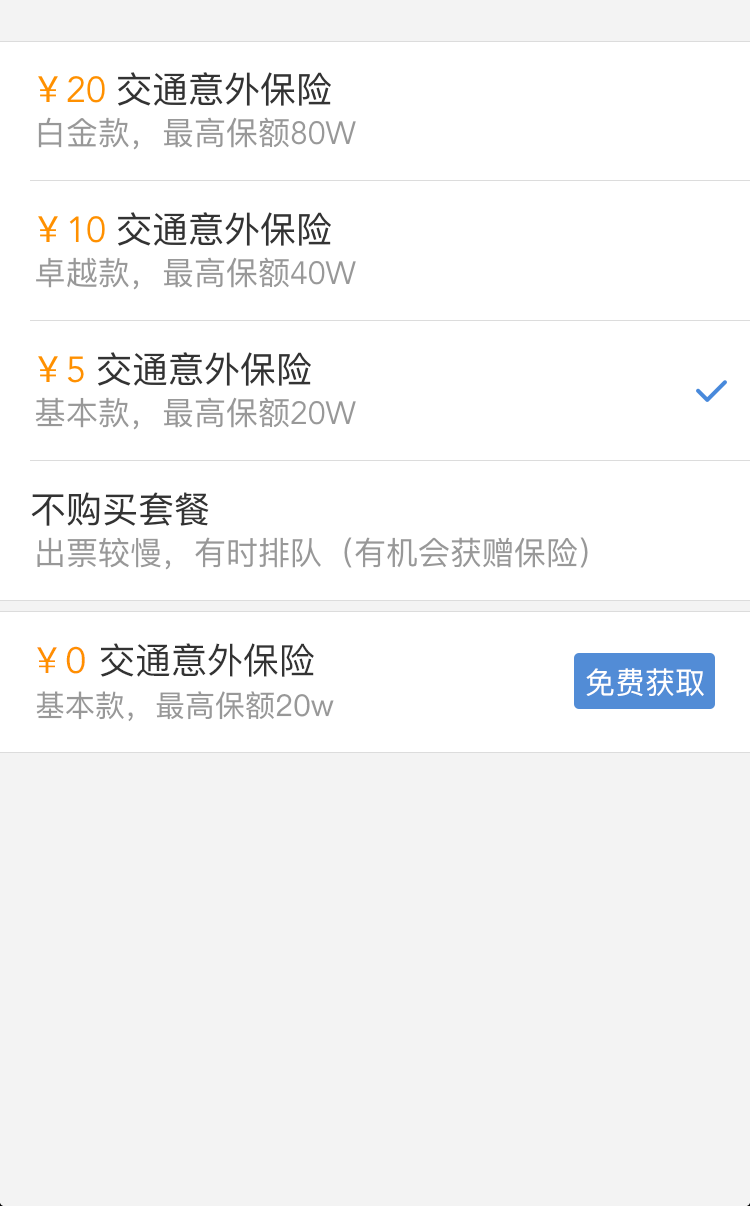 ¥ 20 交通意外保险
白金款，最高保额80W
¥ 10 交通意外保险
卓越款，最高保额40W
¥ 5 交通意外保险
基本款，最高保额20W
不购买套餐
出票较慢，有时排队（有机会获赠保险）
¥ 0 交通意外保险
基本款，最高保额20w
免费获取